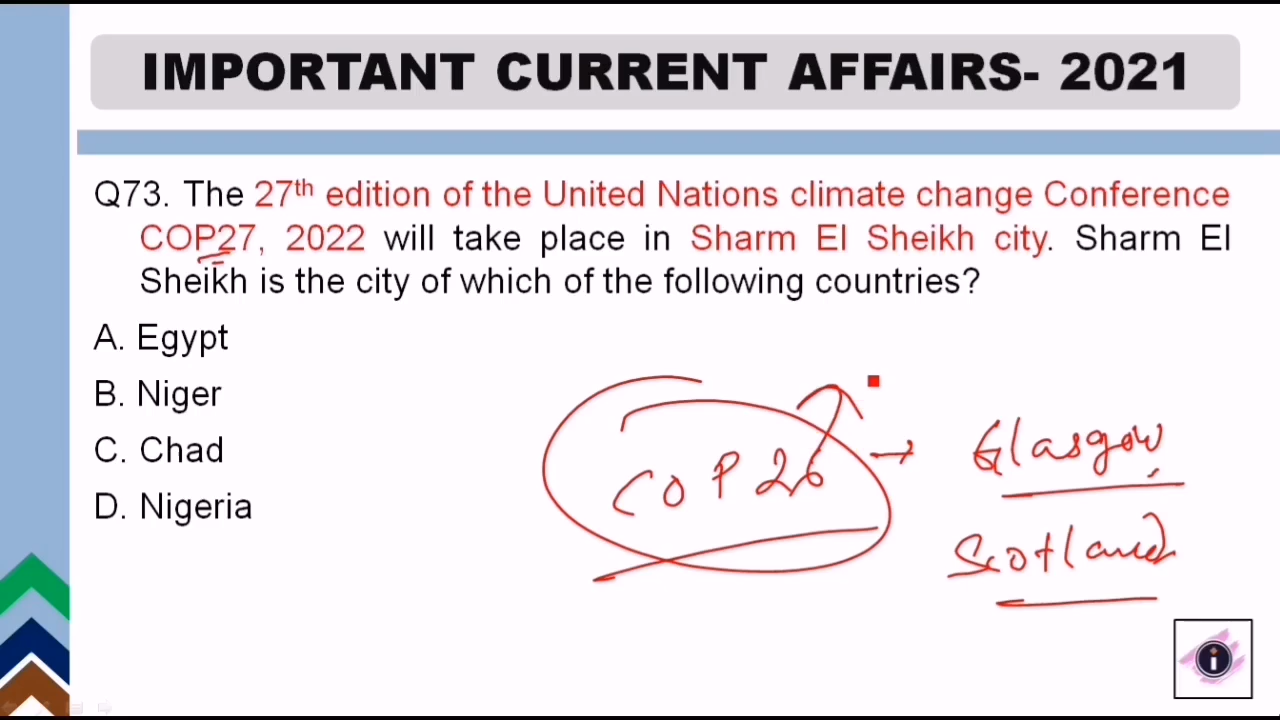 IMPORTANT CURRENT AFFAIRS- 2021
Q73. The 27th edition of the United Nations climate change Conference
COP27, 2022 will take place in Sharm El Sheikh city. Sharm El
Sheikh is the city of which of the following countries?
A. Egypt
B. Niger
C. Chad
D. Nigeria
COP 26 → Glasgow
Scotland
i